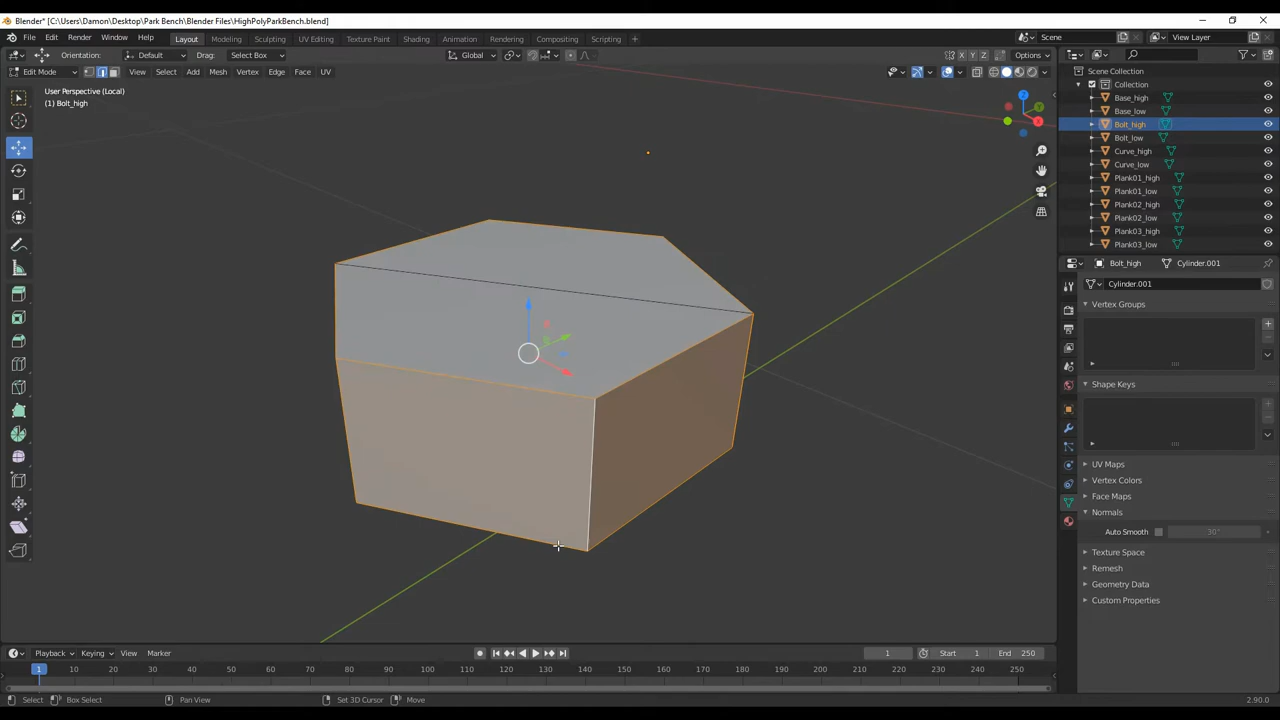 Blender* [C:\Users\Damon\Desktop\Park Bench\Blender Files\HighPolyParkBench.blend]
File Edit Render Window Help Layout Modeling Sculpting UV Editing Texture Paint Shading Animation Rendering Compositing Scripting + Scene View Layer
Orientation: Default Drag: Select Box Global X Y Z Options
Edit Mode View Select Add Mesh Vertex Edge Face UV
User Perspective (Local)
(1) Bolt_high
Z
Y
X
Scene Collection
Collection
Base_high
Base_low
Bolt_high
Bolt_low
Curve_high
Curve_low
Plank01_high
Plank01_low
Plank02_high
Plank02_low
Plank03_high
Plank03_low
Bolt_high Cylinder.001
Cylinder.001
Vertex Groups
Shape Keys
UV Maps
Vertex Colors
Face Maps
Normals
Auto Smooth 30°
Texture Space
Remesh
Geometry Data
Custom Properties
Playback Keying View Marker 1 Start 1 End 250
1 10 20 30 40 50 60 70 80 90 100 110 120 130 140 150 160 170 180 190 200 210 220 230 240 250
Select Box Select Pan View Set 3D Cursor Move 2.90.0